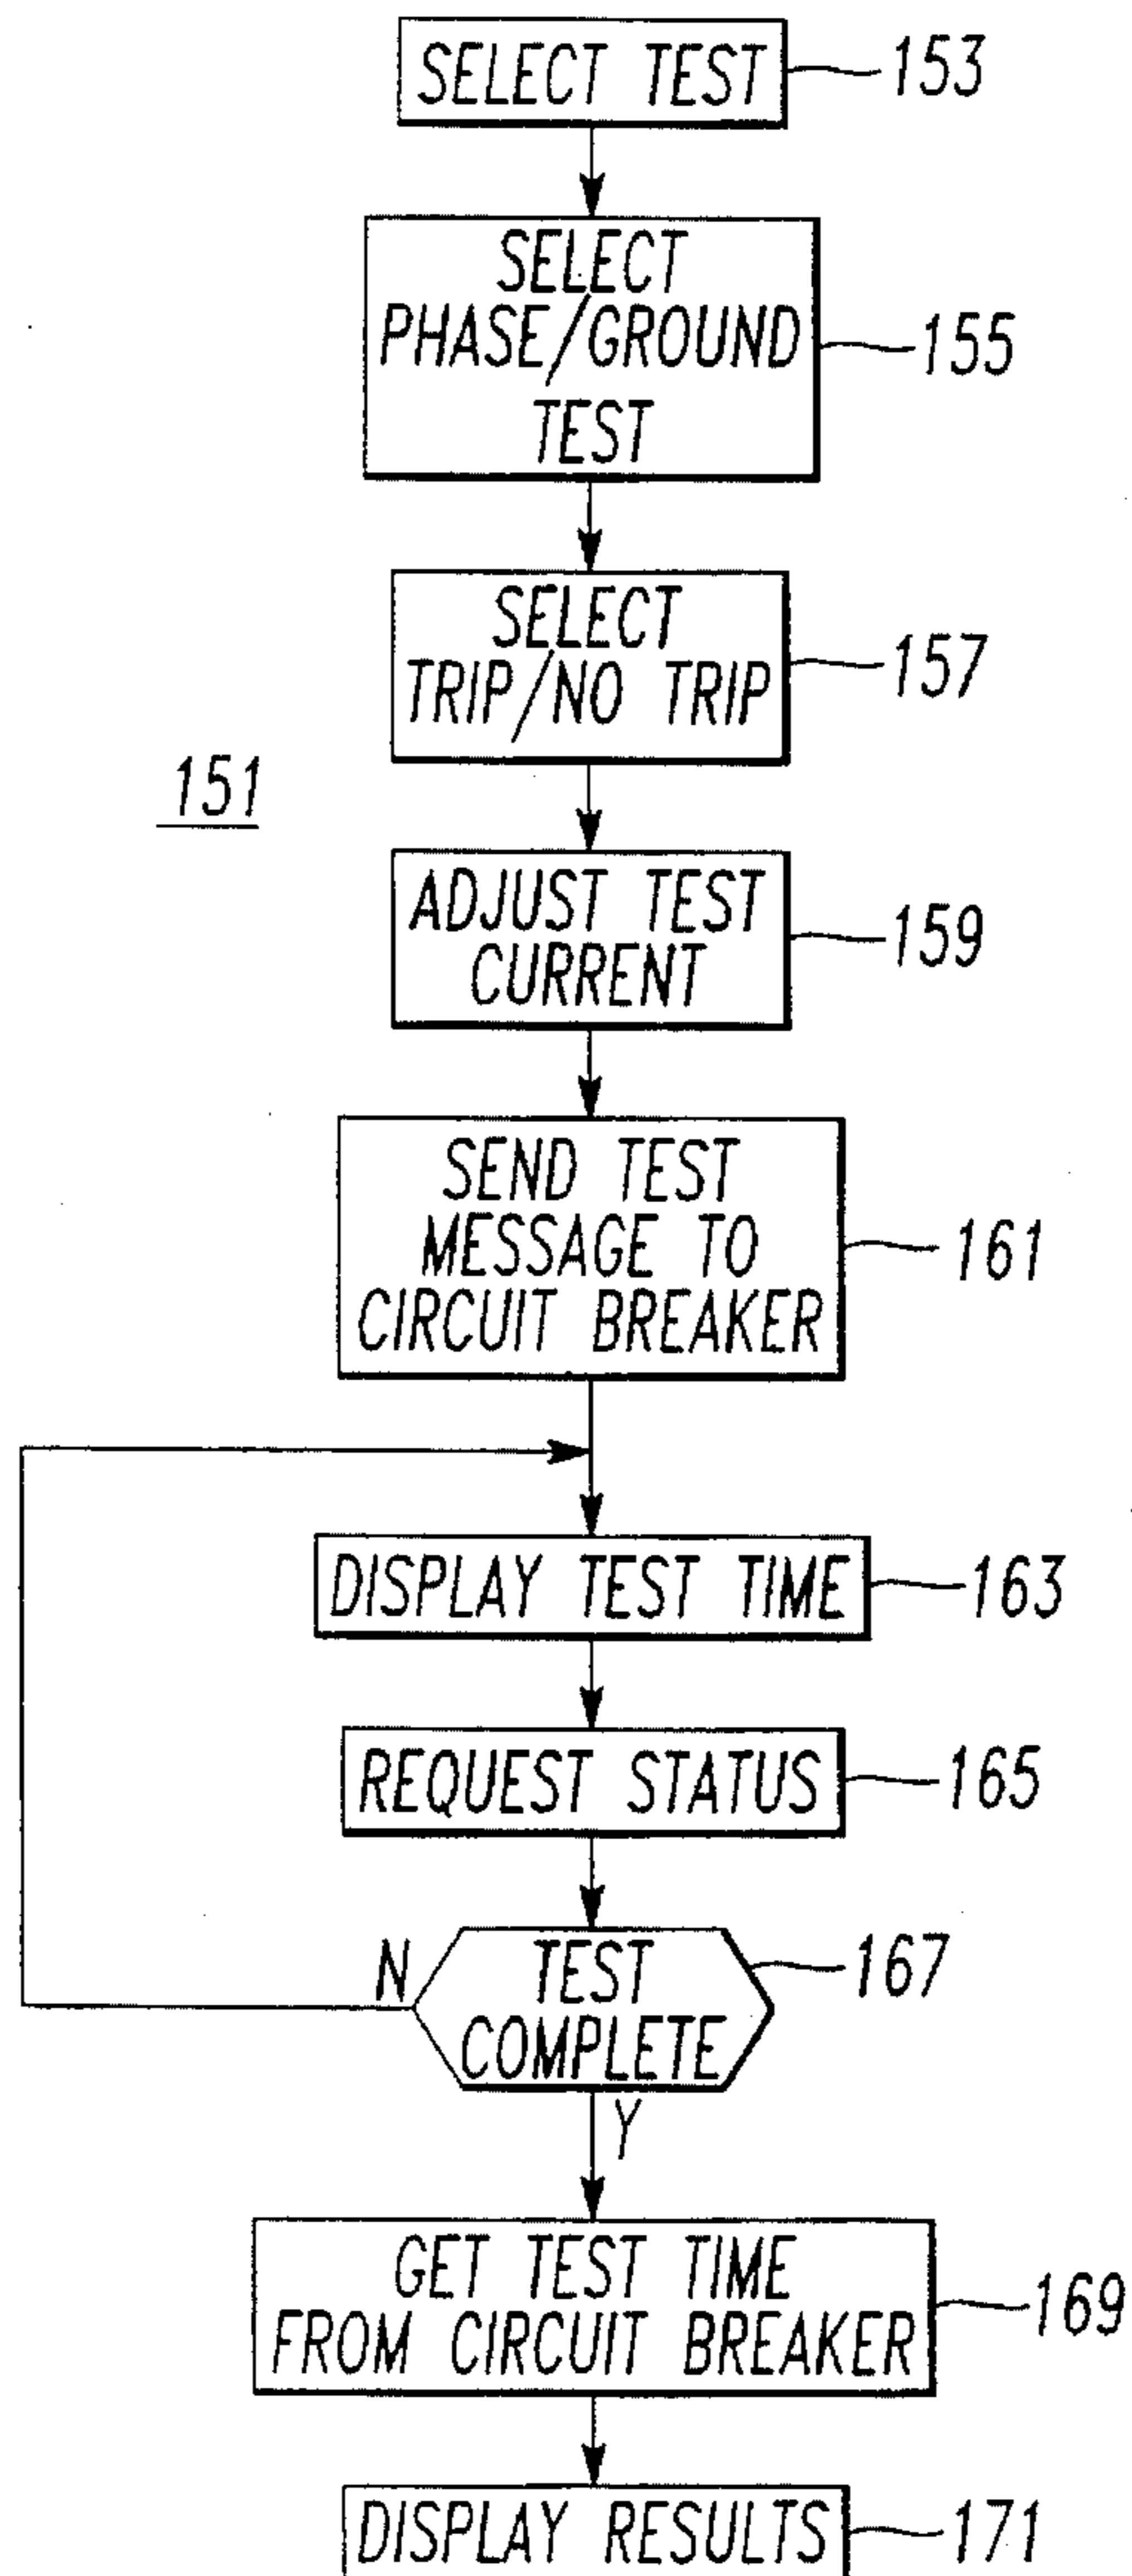 SELECT TEST
153
SELECT
PHASE/GROUND
TEST
155
SELECT
TRIP/NO TRIP
157
151
ADJUST TEST
CURRENT
159
SEND TEST
MESSAGE TO
CIRCUIT BREAKER
161
DISPLAY TEST TIME
163
REQUEST STATUS
165
N
TEST
COMPLETE
167
Y
GET TEST TIME
FROM CIRCUIT BREAKER
169
DISPLAY RESULTS
171